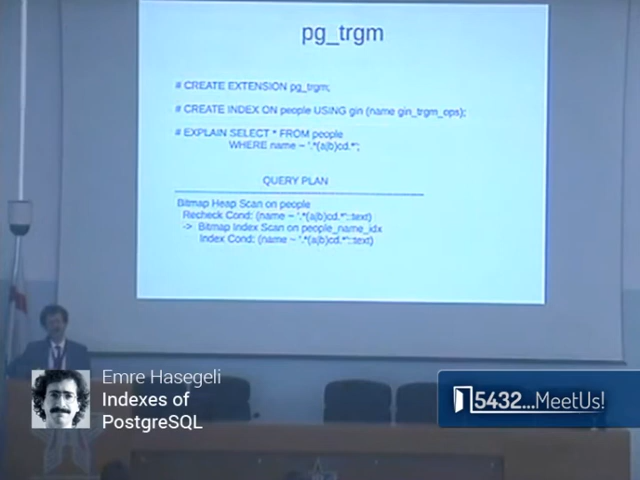 pg_trgm
# CREATE EXTENSION pg_trgm;
# CREATE INDEX ON people USING gin (name gin_trgm_ops);
# EXPLAIN SELECT * FROM people
WHERE name ~ '.*(a|b)cd.*';
QUERY PLAN
Bitmap Heap Scan on people
Recheck Cond: (name ~ '.*(a|b)cd.*'::text)
-> Bitmap Index Scan on people_name_idx
Index Cond: (name ~ '.*(a|b)cd.*'::text)
Emre Hasegeli
Indexes of
PostgreSQL
5432...MeetUs!